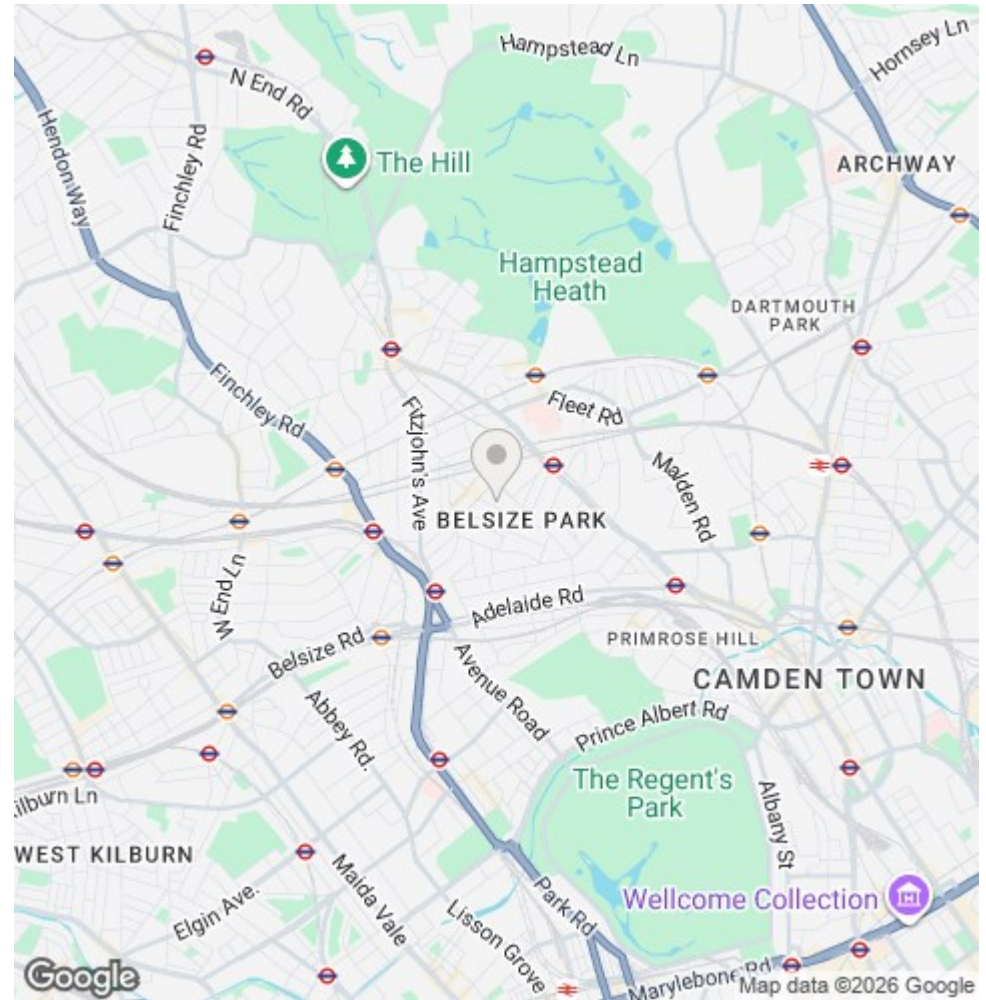 Hampstead Ln
Hornsey Ln
N End Rd
Hendon Way
Finchley Rd
The Hill
ARCHWAY
Hampstead
Heath
DARTMOUTH
PARK
Finchley Rd
Fitzjohn's Ave
Fleet Rd
Malden Rd
BELSIZE PARK
W End Ln
Adelaide Rd
Belsize Rd
PRIMROSE HILL
Avenue Road
CAMDEN TOWN
Abbey Rd.
Prince Albert Rd
The Regent's
Park
Albany St
ilburn Ln
WEST KILBURN
Maida Vale
Elgin Ave.
Park Rd
Wellcome Collection
Lisson Grove
Marylebone Rd
Google
Map data ©2026 Google